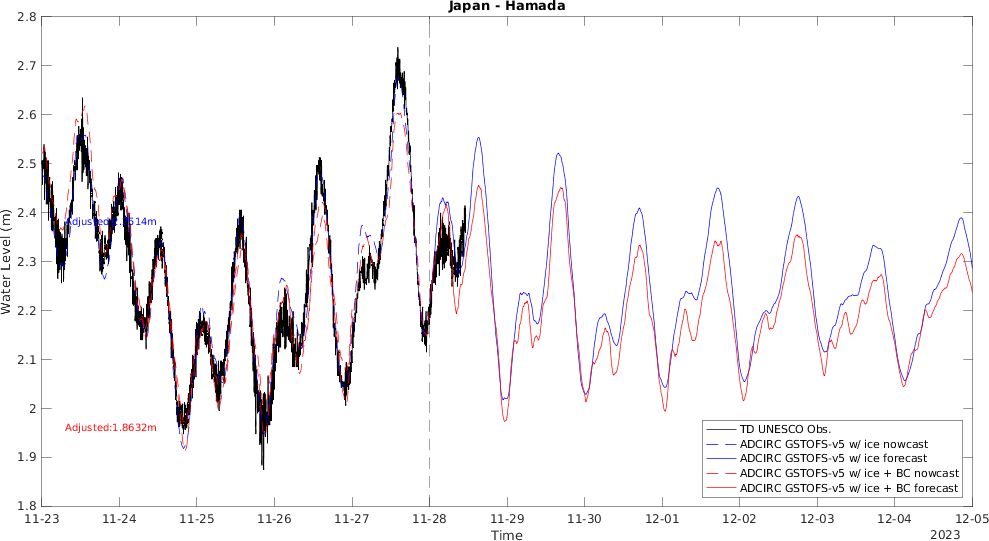 Japan - Hamada
Water Level (m)
2.8
2.7
2.6
2.5
2.4
2.3
2.2
2.1
2
1.9
1.8
Adjusted:1.8632m
TD UNESCO Obs.
ADCIRC GSTOFS-v5 w/ ice nowcast
ADCIRC GSTOFS-v5 w/ ice forecast
ADCIRC GSTOFS-v5 w/ ice + BC nowcast
ADCIRC GSTOFS-v5 w/ ice + BC forecast
11-23 11-24 11-25 11-26 11-27 11-28 11-29 11-30 12-01 12-02 12-03 12-04 12-05
Time
2023